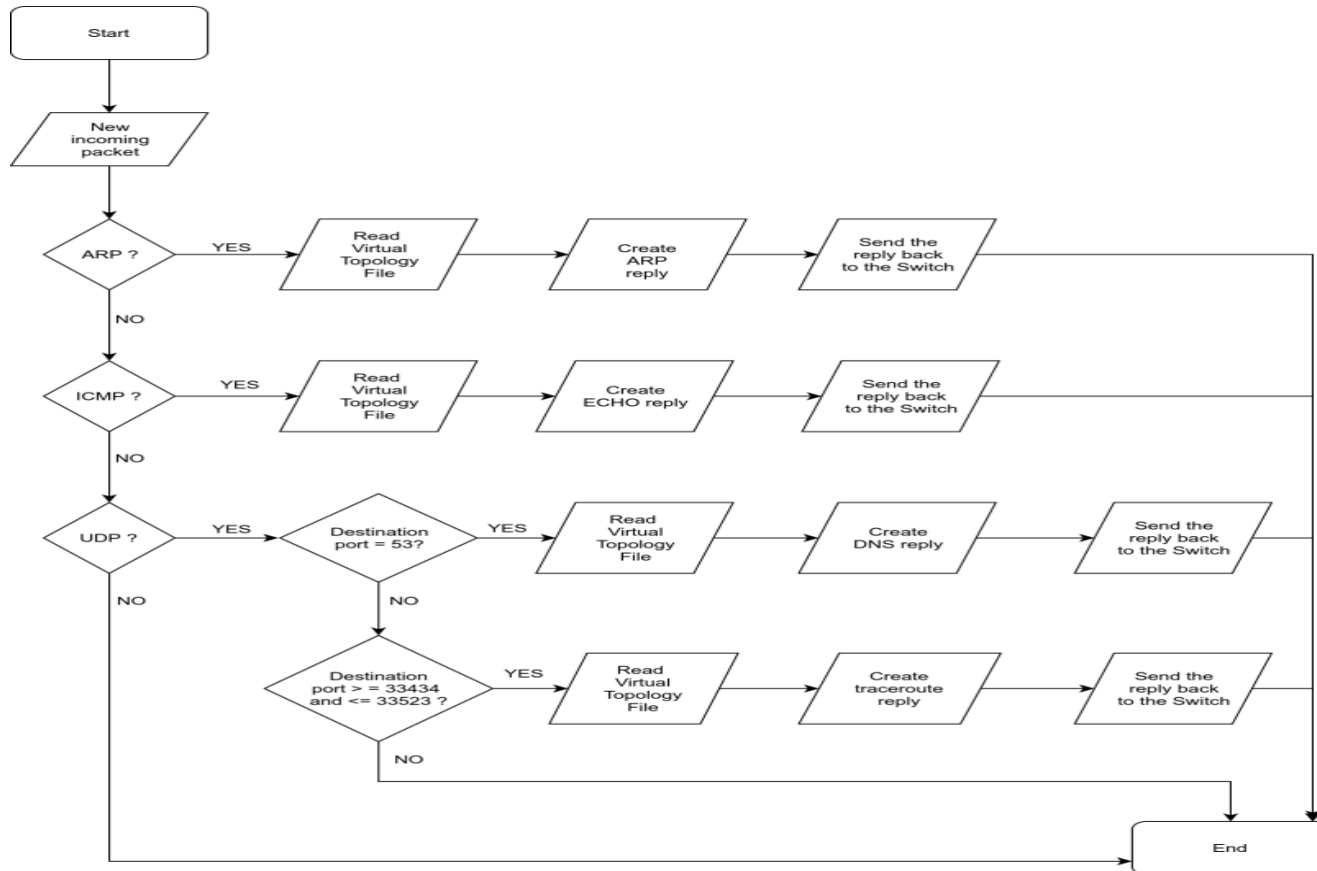 Start
New
incoming
packet
ARP ?
YES
Read
Virtual
Topology
File
Create
ARP
reply
Send the
reply back
to the Switch
NO
ICMP ?
YES
Read
Virtual
Topology
File
Create
ECHO reply
Send the
reply back
to the Switch
NO
UDP ?
YES
Destination
port = 53?
YES
Read
Virtual
Topology
File
Create
DNS reply
Send the
reply back
to the Switch
NO
NO
Destination
port > = 33434
and <= 33523 ?
YES
Read
Virtual
Topology
File
Create
traceroute
reply
Send the
reply back
to the Switch
NO
End